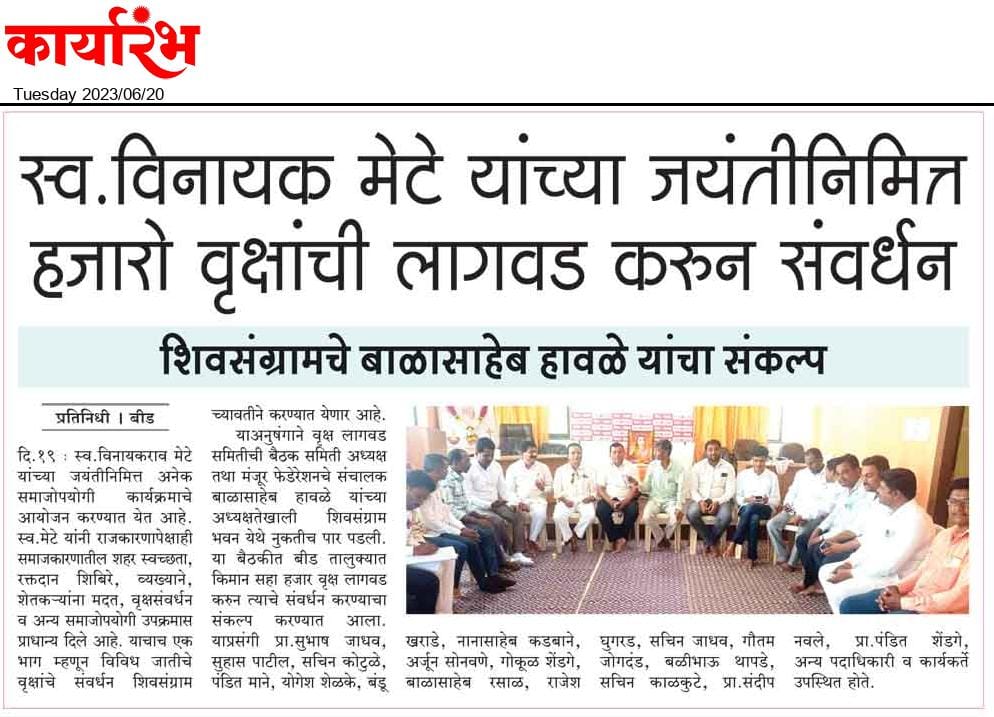 कार्यारंभ
Tuesday 2023/06/20
स्व.विनायक मेटे यांच्या जयंतीनिमित्त
हजारो वृक्षांची लागवड करुन संवर्धन
शिवसंग्रामचे बाळासाहेब हावळे यांचा संकल्प
प्रतिनिधी । बीड
दि.१९ : स्व.विनायकराव मेटे
यांच्या जयंतीनिमित्त अनेक
समाजोपयोगी कार्यक्रमाचे
आयोजन करण्यात येत आहे.
स्व.मेटे यांनी राजकारणापेक्षाही
समाजकारणातील शहर स्वच्छता,
रक्तदान शिबिरे, व्यख्याने,
शेतकऱ्यांना मदत, वृक्षसंवर्धन
व अन्य समाजोपयोगी उपक्रमास
प्राधान्य दिले आहे. याचाच एक
भाग म्हणून विविध जातीचे
वृक्षांचे संवर्धन शिवसंग्राम
च्यावतीने करण्यात येणार आहे.
याअनुषंगाने वृक्ष लागवड
समितीची बैठक समिती अध्यक्ष
तथा मंजूर फेडेरेशनचे संचालक
बाळासाहेब हावळे यांच्या
अध्यक्षतेखाली शिवसंग्राम
भवन येथे नुकतीच पार पडली.
या बैठकीत बीड तालुक्यात
किमान सहा हजार वृक्ष लागवड
करुन त्याचे संवर्धन करण्याचा
संकल्प करण्यात आला.
याप्रसंगी प्रा.सुभाष जाधव,
सुहास पाटील, सचिन कोटुळे,
पंडित माने, योगेश शेळके, बंडू
खराडे, नानासाहेब कडबाने,
अर्जून सोनवणे, गोकूळ शेंडगे,
बाळासाहेब रसाळ, राजेश
घुगरड, सचिन जाधव, गौतम
जोगदंड, बळीभाऊ थापडे,
सचिन काळकुटे, प्रा.संदीप
नवले, प्रा.पंडित शेंडगे,
अन्य पदाधिकारी व कार्यकर्ते
उपस्थित होते.